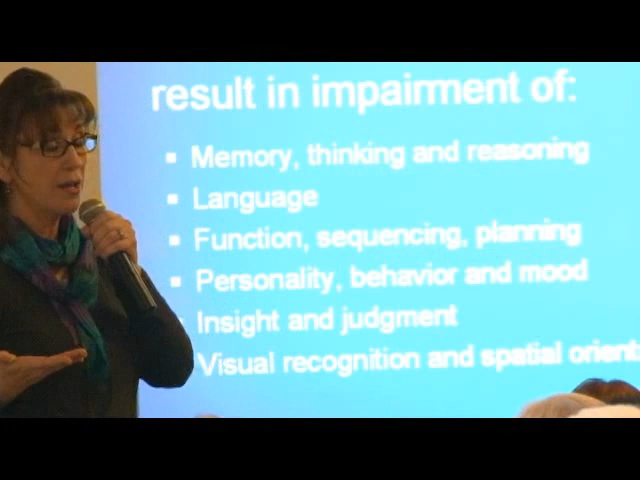 result in impairment of:
▪ Memory, thinking and reasoning
▪ Language
▪ Function, sequencing, planning
▪ Personality, behavior and mood
Insight and judgment
Visual recognition and spatial orient